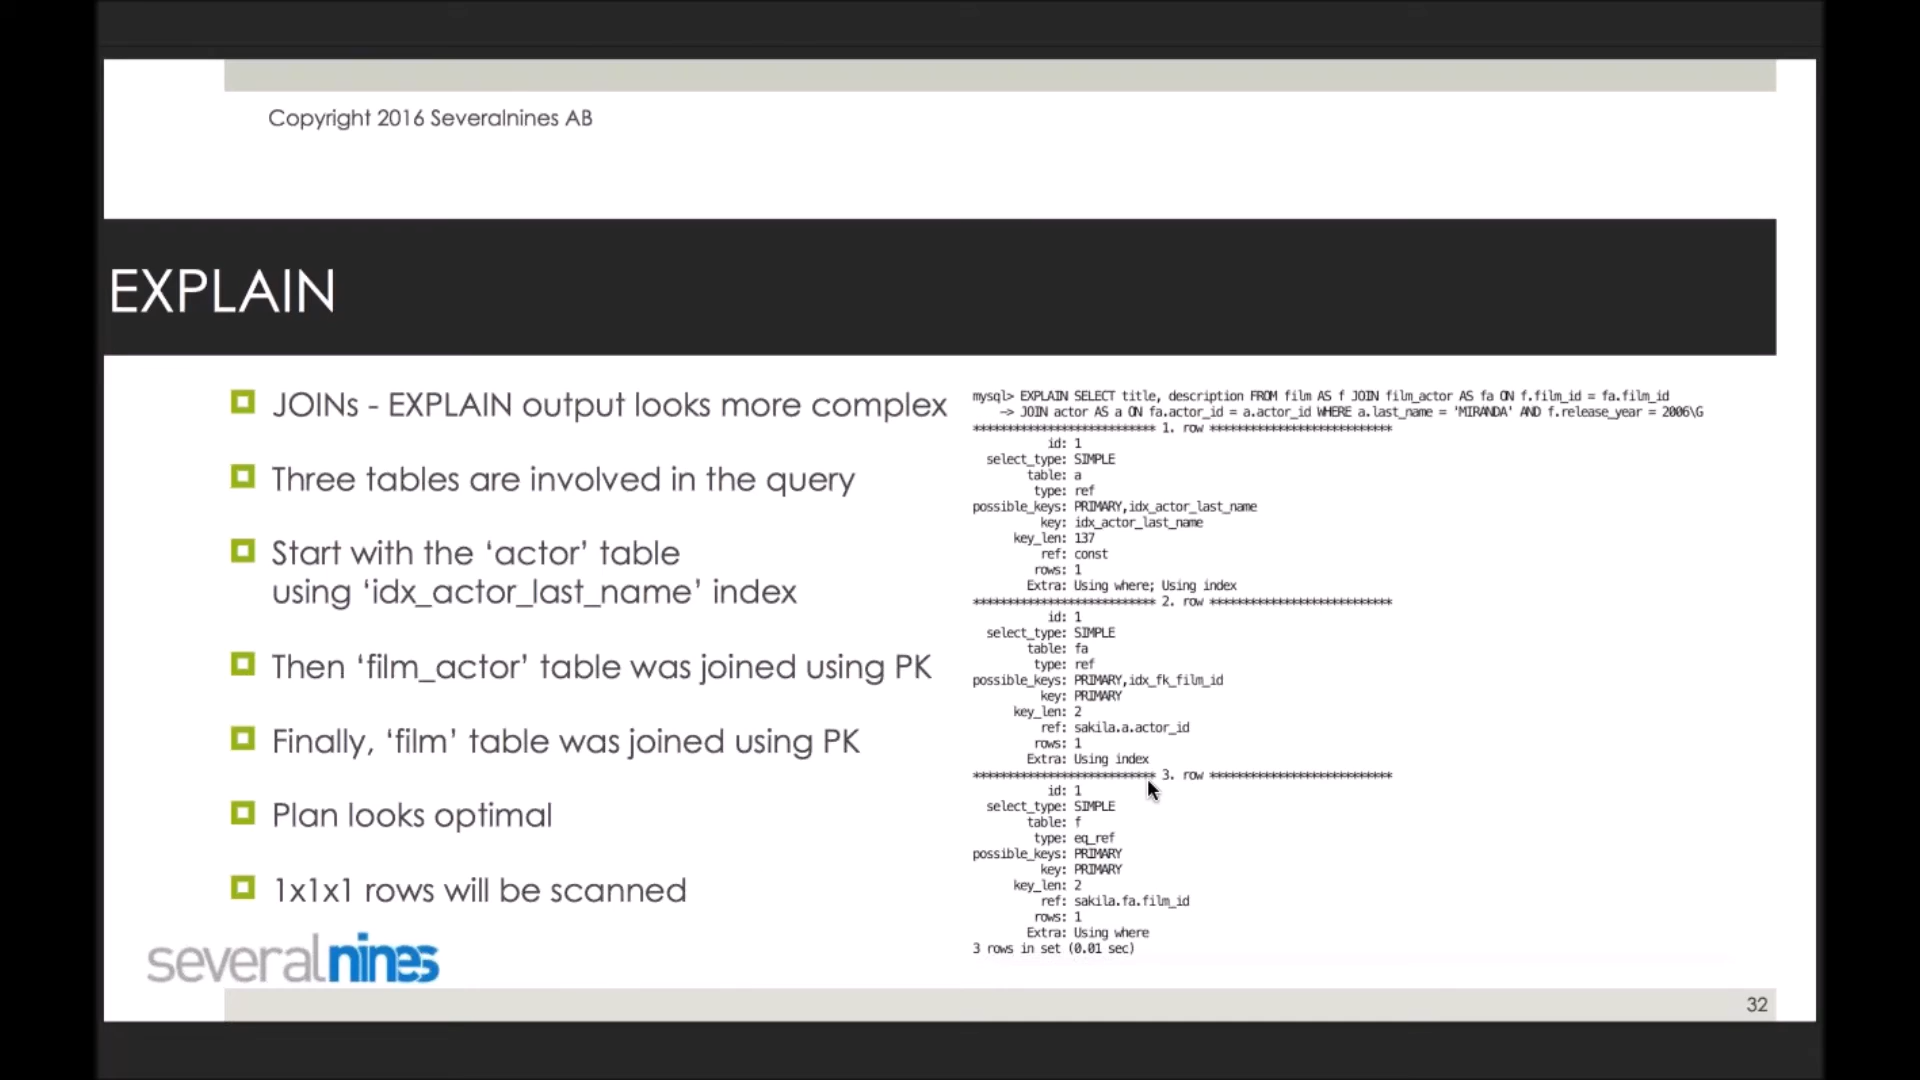 Copyright 2016 Severalnines AB
EXPLAIN
JOINs - EXPLAIN output looks more complex
Three tables are involved in the query
Start with the ‘actor’ table
using ‘idx_actor_last_name’ index
Then ‘film_actor’ table was joined using PK
Finally, ‘film’ table was joined using PK
Plan looks optimal
1x1x1 rows will be scanned
mysql> EXPLAIN SELECT title, description FROM film AS f JOIN film_actor AS fa ON f.film_id = fa.film_id
-> JOIN actor AS a ON fa.actor_id = a.actor_id WHERE a.last_name = 'MIRANDA' AND f.release_year = 2006\G
*************************** 1. row ***************************
id: 1
select_type: SIMPLE
table: a
type: ref
possible_keys: PRIMARY,idx_actor_last_name
key: idx_actor_last_name
key_len: 137
ref: const
rows: 1
Extra: Using where; Using index
*************************** 2. row ***************************
id: 1
select_type: SIMPLE
table: fa
type: ref
possible_keys: PRIMARY,idx_fk_film_id
key: PRIMARY
key_len: 2
ref: sakila.a.actor_id
rows: 1
Extra: Using index
*************************** 3. row ***************************
id: 1
select_type: SIMPLE
table: f
type: eq_ref
possible_keys: PRIMARY
key: PRIMARY
key_len: 2
ref: sakila.fa.film_id
rows: 1
Extra: Using where
3 rows in set (0.01 sec)
severalnines
32